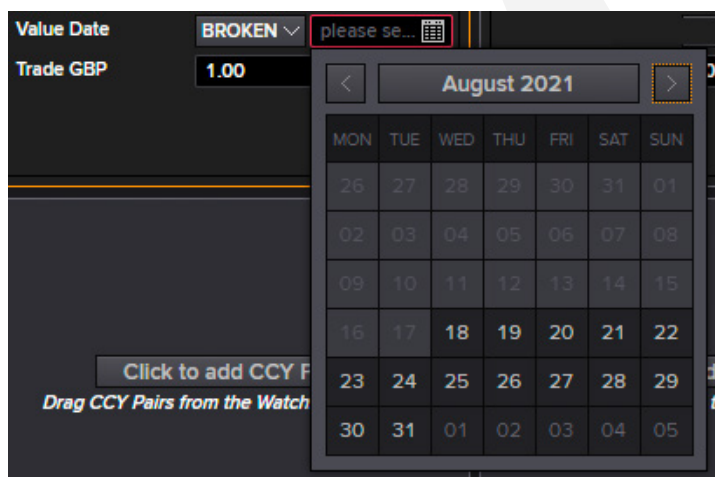 Value Date BROKEN please se...
Trade GBP 1.00
August 2021
MON TUE WED THU FRI SAT SUN
26 27 28 29 30 31 01
02 03 04 05 06 07 08
09 10 11 12 13 14 15
16 17 18 19 20 21 22
23 24 25 26 27 28 29
30 31 01 02 03 04 05
Click to add CCY
Drag CCY Pairs from the Watch